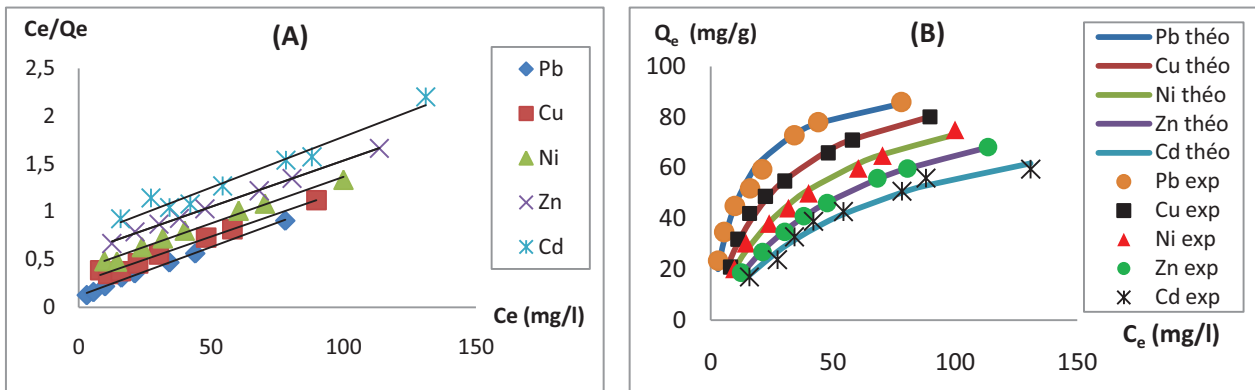 Ce/Qe
(A)
2,5
2
1,5
1
0,5
0
0
50
100
150
Ce (mg/l)
Pb
Cu
Ni
Zn
Cd
Qe (mg/g)
(B)
100
80
60
40
20
0
0
50
100
150
Ce (mg/l)
Pb théo
Cu théo
Ni théo
Zn théo
Cd théo
Pb exp
Cu exp
Ni exp
Zn exp
Cd exp